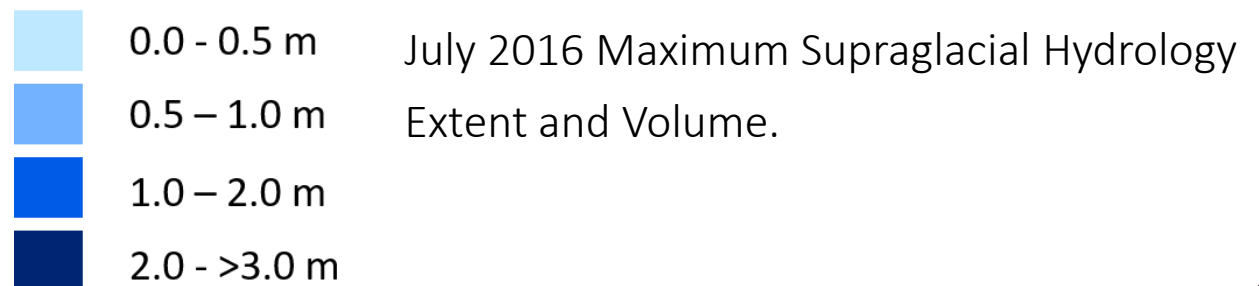 0.0 - 0.5 m
0.5 – 1.0 m
1.0 – 2.0 m
2.0 - >3.0 m
July 2016 Maximum Supraglacial Hydrology
Extent and Volume.